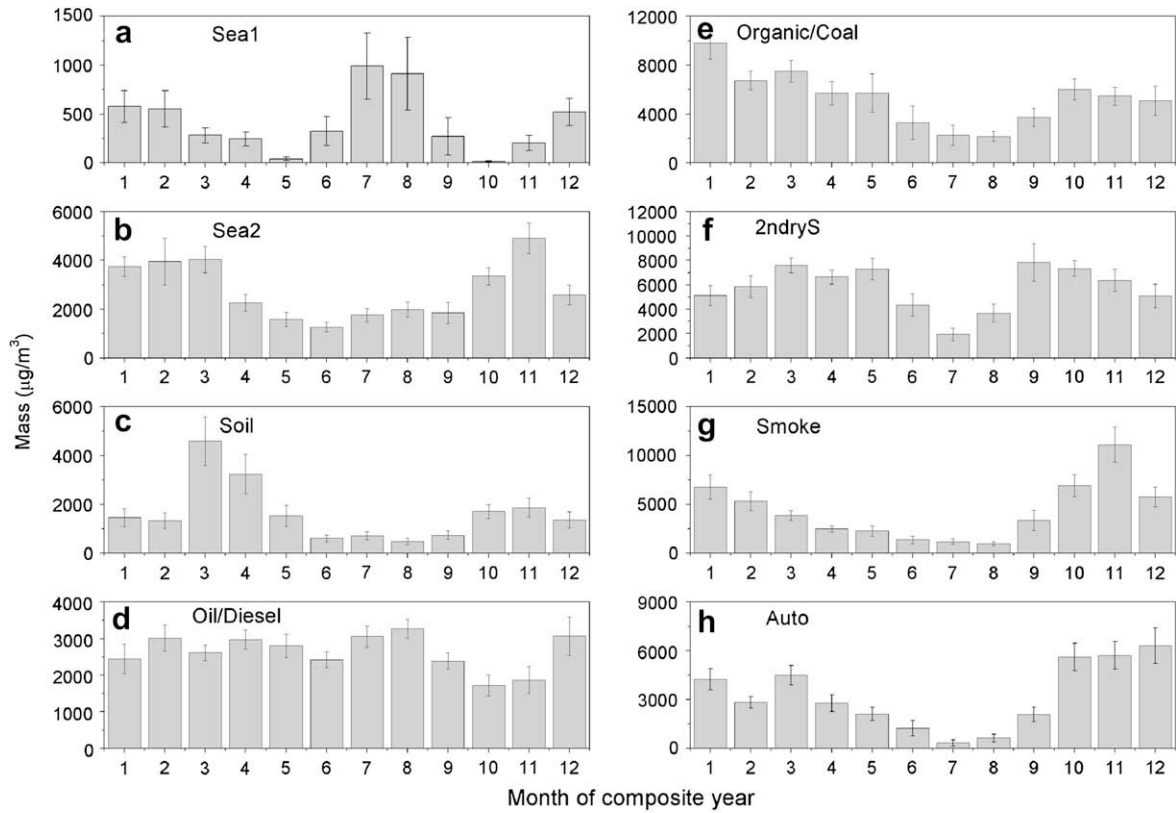 a Sea1
1500
1000
500
0
1 2 3 4 5 6 7 8 9 10 11 12
b Sea2
6000
4000
2000
0
1 2 3 4 5 6 7 8 9 10 11 12
c Soil
6000
4000
2000
0
1 2 3 4 5 6 7 8 9 10 11 12
d Oil/Diesel
4000
3000
2000
1000
0
1 2 3 4 5 6 7 8 9 10 11 12
e Organic/Coal
12000
8000
4000
0
1 2 3 4 5 6 7 8 9 10 11 12
f 2ndryS
12000
10000
8000
6000
4000
2000
0
1 2 3 4 5 6 7 8 9 10 11 12
g Smoke
15000
10000
5000
0
1 2 3 4 5 6 7 8 9 10 11 12
h Auto
9000
6000
3000
0
1 2 3 4 5 6 7 8 9 10 11 12
Mass (μg/m³)
Month of composite year